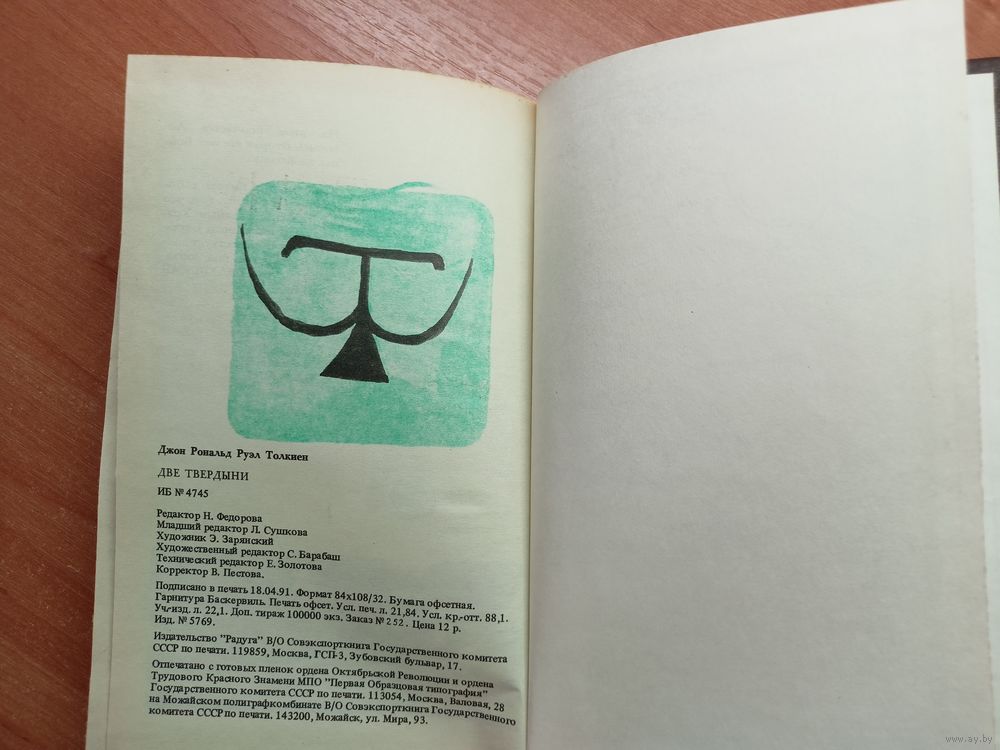 Джон Рональд Руэл Толкиен
ДВЕ ТВЕРДЫНИ
ИБ № 4745
Редактор Н. Федорова
Младший редактор Л. Сушкова
Художник Э. Зарянский
Художественный редактор С. Барабаш
Технический редактор Е. Золотова
Корректор В. Пестова.
Подписано в печать 18.04.91. Формат 84x108/32. Бумага офсетная.
Гарнитура Баскервиль. Печать офсет. Усл. печ. л. 21,84. Усл. кр.-отт. 88,1.
Уч.-изд. л. 22,1. Доп. тираж 100000 экз. Заказ № 252. Цена 12 р.
Изд. № 5769.
Издательство "Радуга" В/О Совэкспорткнига Государственного комитета
СССР по печати. 119859, Москва, ГСП-3, Зубовский бульвар, 17.
Отпечатано с готовых пленок ордена Октябрьской Революции и ордена
Трудового Красного Знамени МПО "Первая Образцовая типография"
Государственного комитета СССР по печати. 113054, Москва, Валовая, 28
на Можайском полиграфкомбинате В/О Совэкспорткнига Государственного
комитета СССР по печати. 143200, Можайск, ул. Мира, 93.
www.ay.by